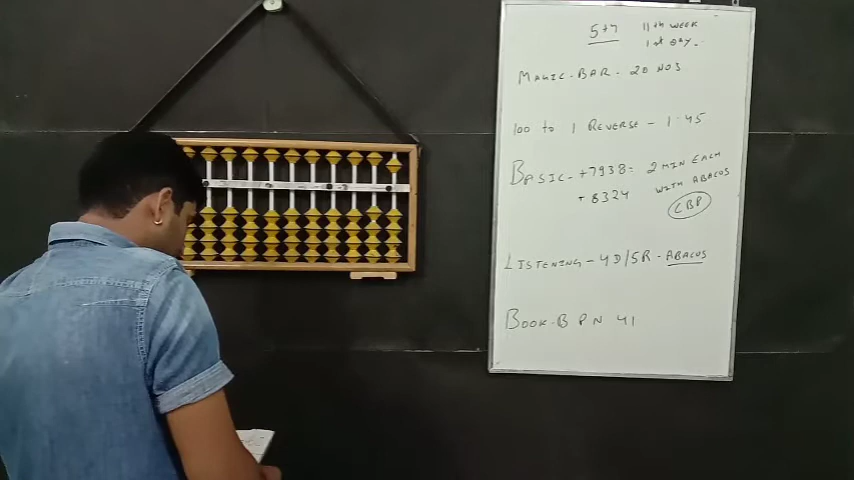 5+7 11th WEEK
1st DAY.
MAGIC-BAR. 20 NOS
100 to 1 REVERSE - 1:45
BASIC - +7938= 2 MIN EACH
+8324 WITH ABACUS
CBP
LISTENING - 4D/5R - ABACUS
BOOK-B PN 41